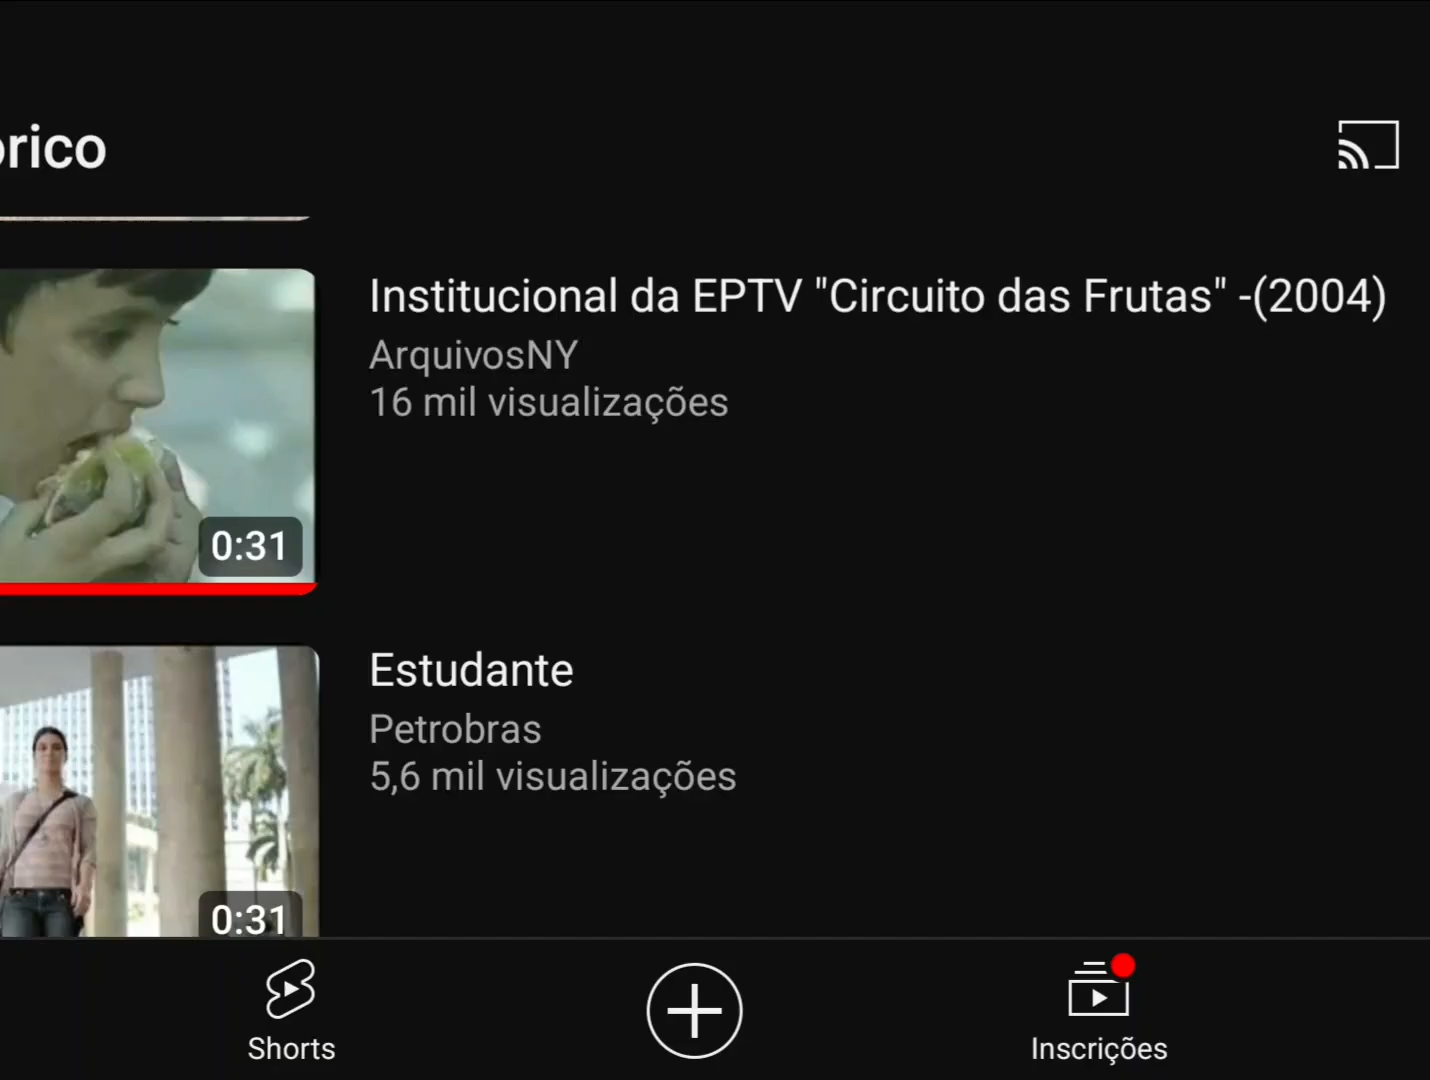 órico
Institucional da EPTV "Circuito das Frutas" -(2004)
ArquivosNY
16 mil visualizações
0:31
Estudante
Petrobras
5,6 mil visualizações
0:31
Shorts
Inscrições